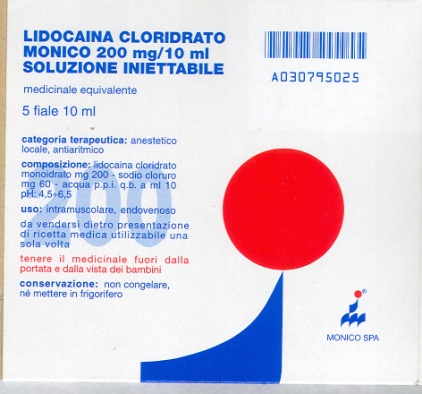 LIDOCAINA CLORIDRATO
MONICO 200 mg/10 ml
SOLUZIONE INIETTABILE
medicinale equivalente
5 fiale 10 ml
A030795025
categoria terapeutica: anestetico
locale, antiaritmico
composizione: lidocaina cloridrato
monoidrato mg 200 - sodio cloruro
mg 60 - acqua p.p.i. q.b. a ml 10
pH: 4,5÷6,5
200
uso: intramuscolare, endovenoso
da vendersi dietro presentazione
di ricetta medica utilizzabile una
sola volta
tenere il medicinale fuori dalla
portata e dalla vista dei bambini
conservazione: non congelare,
né mettere in frigorifero
®
MONICO SPA